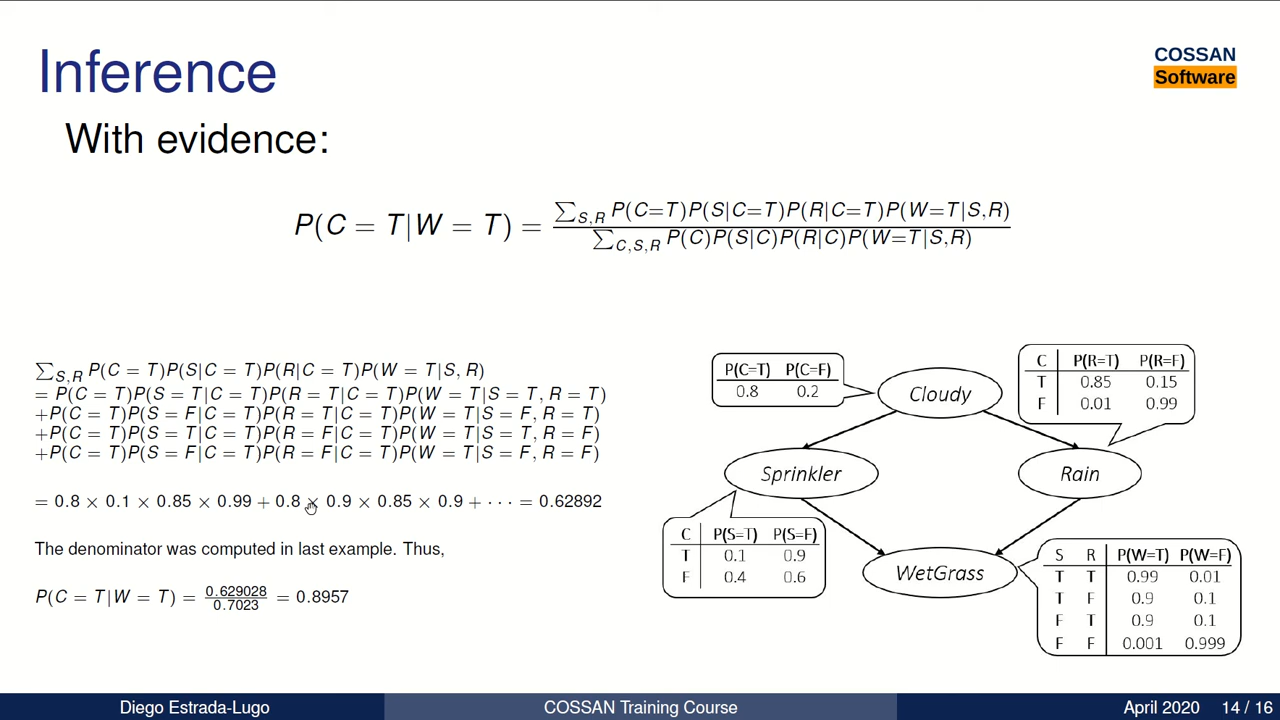 Inference
COSSAN
Software
With evidence:
P(C = T|W = T) = ∑S,R P(C=T)P(S|C=T)P(R|C=T)P(W=T|S,R)
∑C,S,R P(C)P(S|C)P(R|C)P(W=T|S,R)
∑S,R P(C = T)P(S|C = T)P(R|C = T)P(W = T|S, R)
= P(C = T)P(S = T|C = T)P(R = T|C = T)P(W = T|S = T, R = T)
+P(C = T)P(S = F|C = T)P(R = T|C = T)P(W = T|S = F, R = T)
+P(C = T)P(S = T|C = T)P(R = F|C = T)P(W = T|S = T, R = F)
+P(C = T)P(S = F|C = T)P(R = F|C = T)P(W = T|S = F, R = F)
= 0.8 × 0.1 × 0.85 × 0.99 + 0.8 × 0.9 × 0.85 × 0.9 + · · · = 0.62892
The denominator was computed in last example. Thus,
P(C = T|W = T) = 0.629028 / 0.7023 = 0.8957
P(C=T) P(C=F)
0.8 0.2
Cloudy
C P(R=T) P(R=F)
T 0.85 0.15
F 0.01 0.99
Sprinkler
Rain
C P(S=T) P(S=F)
T 0.1 0.9
F 0.4 0.6
WetGrass
S R P(W=T) P(W=F)
T T 0.99 0.01
T F 0.9 0.1
F T 0.9 0.1
F F 0.001 0.999
Diego Estrada-Lugo COSSAN Training Course April 2020 14 / 16